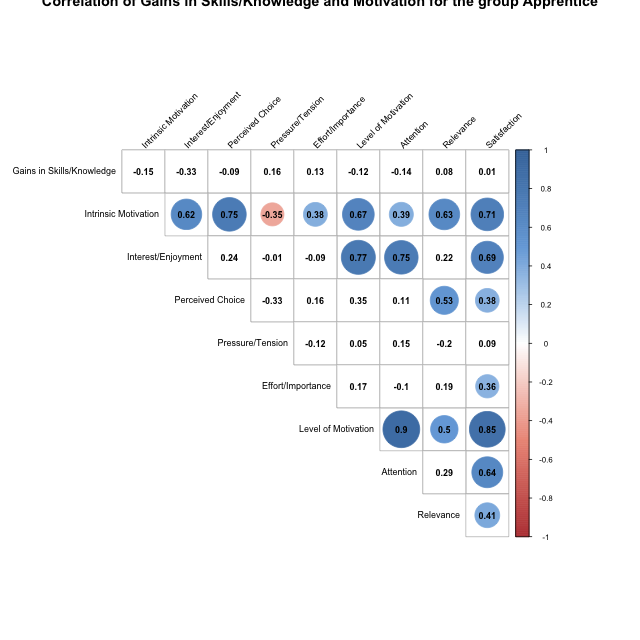 Correlation of Gains in Skills/Knowledge and Motivation for the group Apprentice
Intrinsic Motivation
Interest/Enjoyment
Perceived Choice
Pressure/Tension
Effort/Importance
Level of Motivation
Attention
Relevance
Satisfaction
Gains in Skills/Knowledge -0.15 -0.33 -0.09 0.16 0.13 -0.12 -0.14 0.08 0.01
Intrinsic Motivation 0.62 0.75 -0.35 0.38 0.67 0.39 0.63 0.71
Interest/Enjoyment 0.24 -0.01 -0.09 0.77 0.75 0.22 0.69
Perceived Choice -0.33 0.16 0.35 0.11 0.53 0.38
Pressure/Tension -0.12 0.05 0.15 -0.2 0.09
Effort/Importance 0.17 -0.1 0.19 0.36
Level of Motivation 0.9 0.5 0.85
Attention 0.29 0.64
Relevance 0.41
1
0.8
0.6
0.4
0.2
0
-0.2
-0.4
-0.6
-0.8
-1